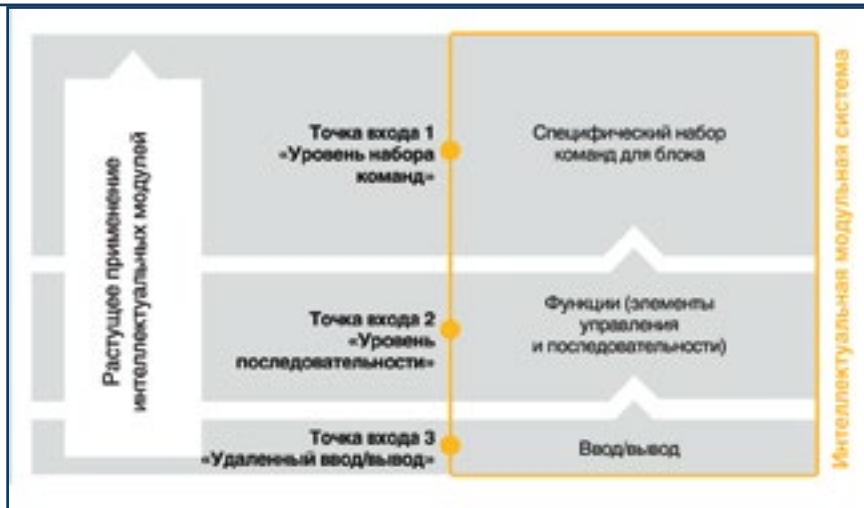 Растущее применение
интеллектуальных модулей
Точка входа 1
«Уровень набора
команд»
Специфический набор
команд для блока
Точка входа 2
«Уровень
последовательности»
Функции (элементы
управления
и последовательности)
Точка входа 3
«Удаленный ввод/вывод»
Ввод/вывод
Интеллектуальная модульная система